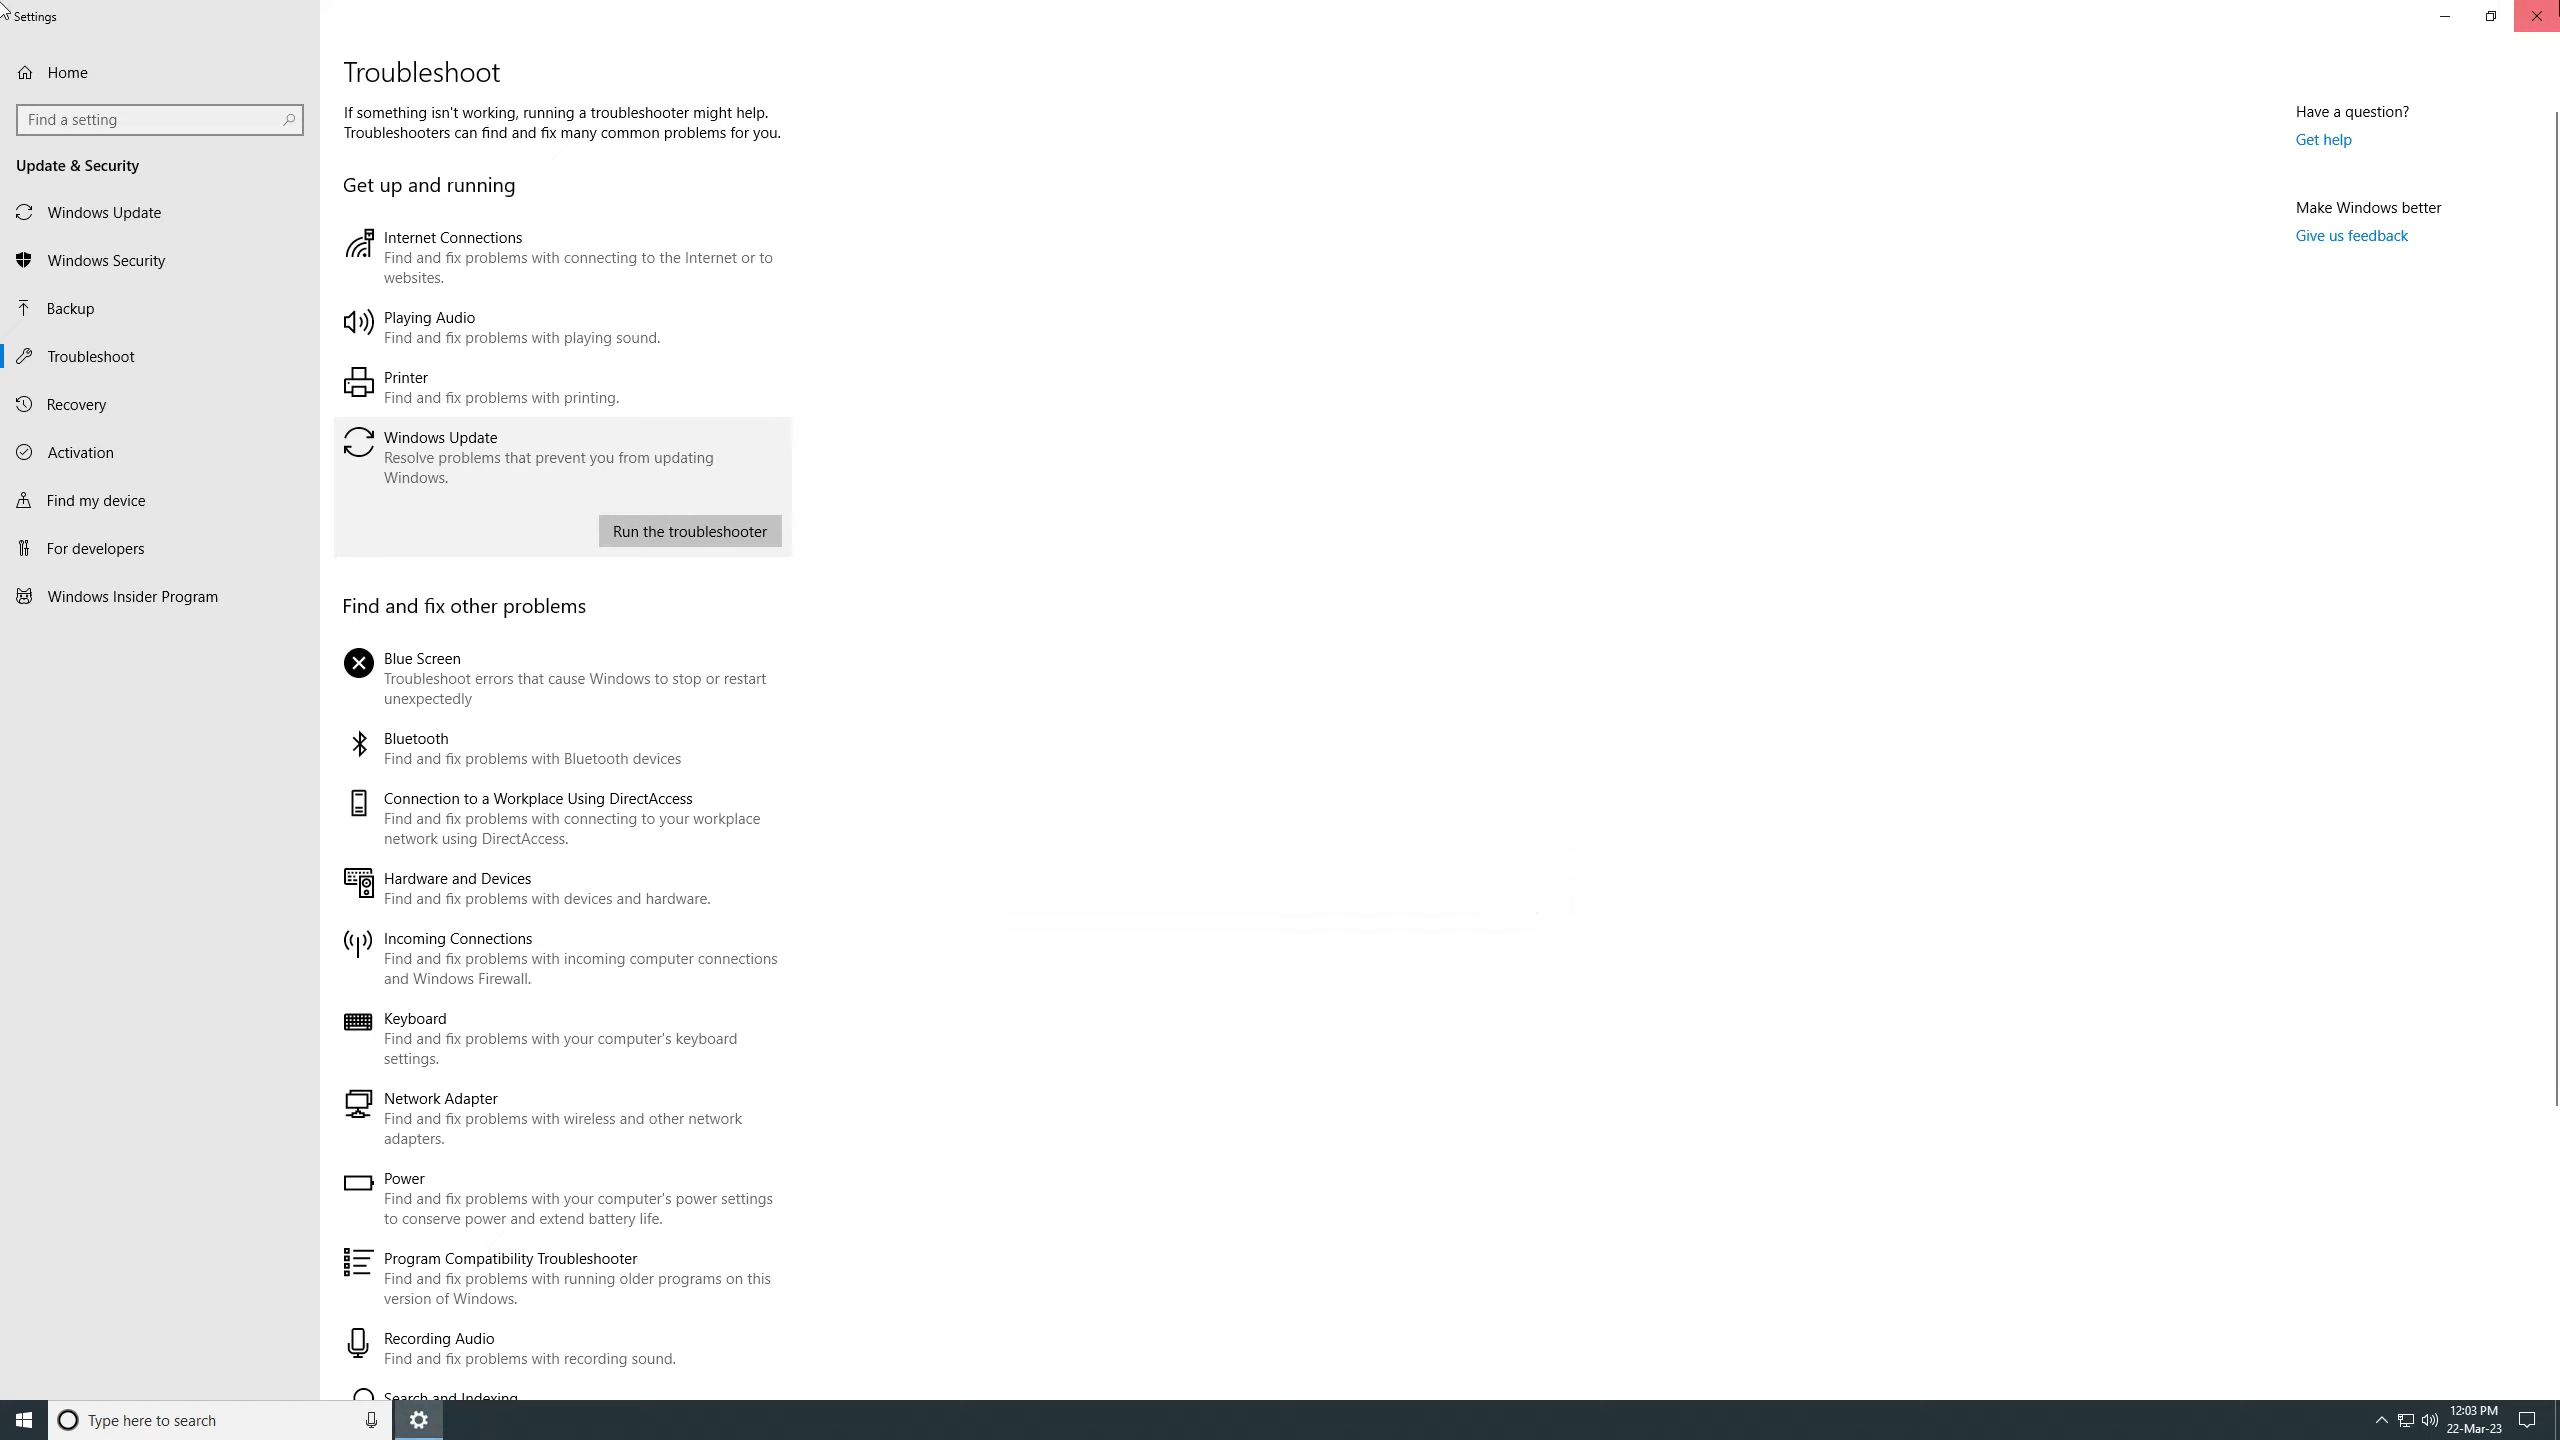 Settings
Home
Find a setting
Update & Security
Windows Update
Windows Security
Backup
Troubleshoot
Recovery
Activation
Find my device
For developers
Windows Insider Program
Troubleshoot
If something isn't working, running a troubleshooter might help.
Troubleshooters can find and fix many common problems for you.
Get up and running
Internet Connections
Find and fix problems with connecting to the Internet or to
websites.
Playing Audio
Find and fix problems with playing sound.
Printer
Find and fix problems with printing.
Windows Update
Resolve problems that prevent you from updating
Windows.
Run the troubleshooter
Find and fix other problems
Blue Screen
Troubleshoot errors that cause Windows to stop or restart
unexpectedly
Bluetooth
Find and fix problems with Bluetooth devices
Connection to a Workplace Using DirectAccess
Find and fix problems with connecting to your workplace
network using DirectAccess.
Hardware and Devices
Find and fix problems with devices and hardware.
Incoming Connections
Find and fix problems with incoming computer connections
and Windows Firewall.
Keyboard
Find and fix problems with your computer's keyboard
settings.
Network Adapter
Find and fix problems with wireless and other network
adapters.
Power
Find and fix problems with your computer's power settings
to conserve power and extend battery life.
Program Compatibility Troubleshooter
Find and fix problems with running older programs on this
version of Windows.
Recording Audio
Find and fix problems with recording sound.
Search and Indexing
Have a question?
Get help
Make Windows better
Give us feedback
Type here to search
12:03 PM
22-Mar-23